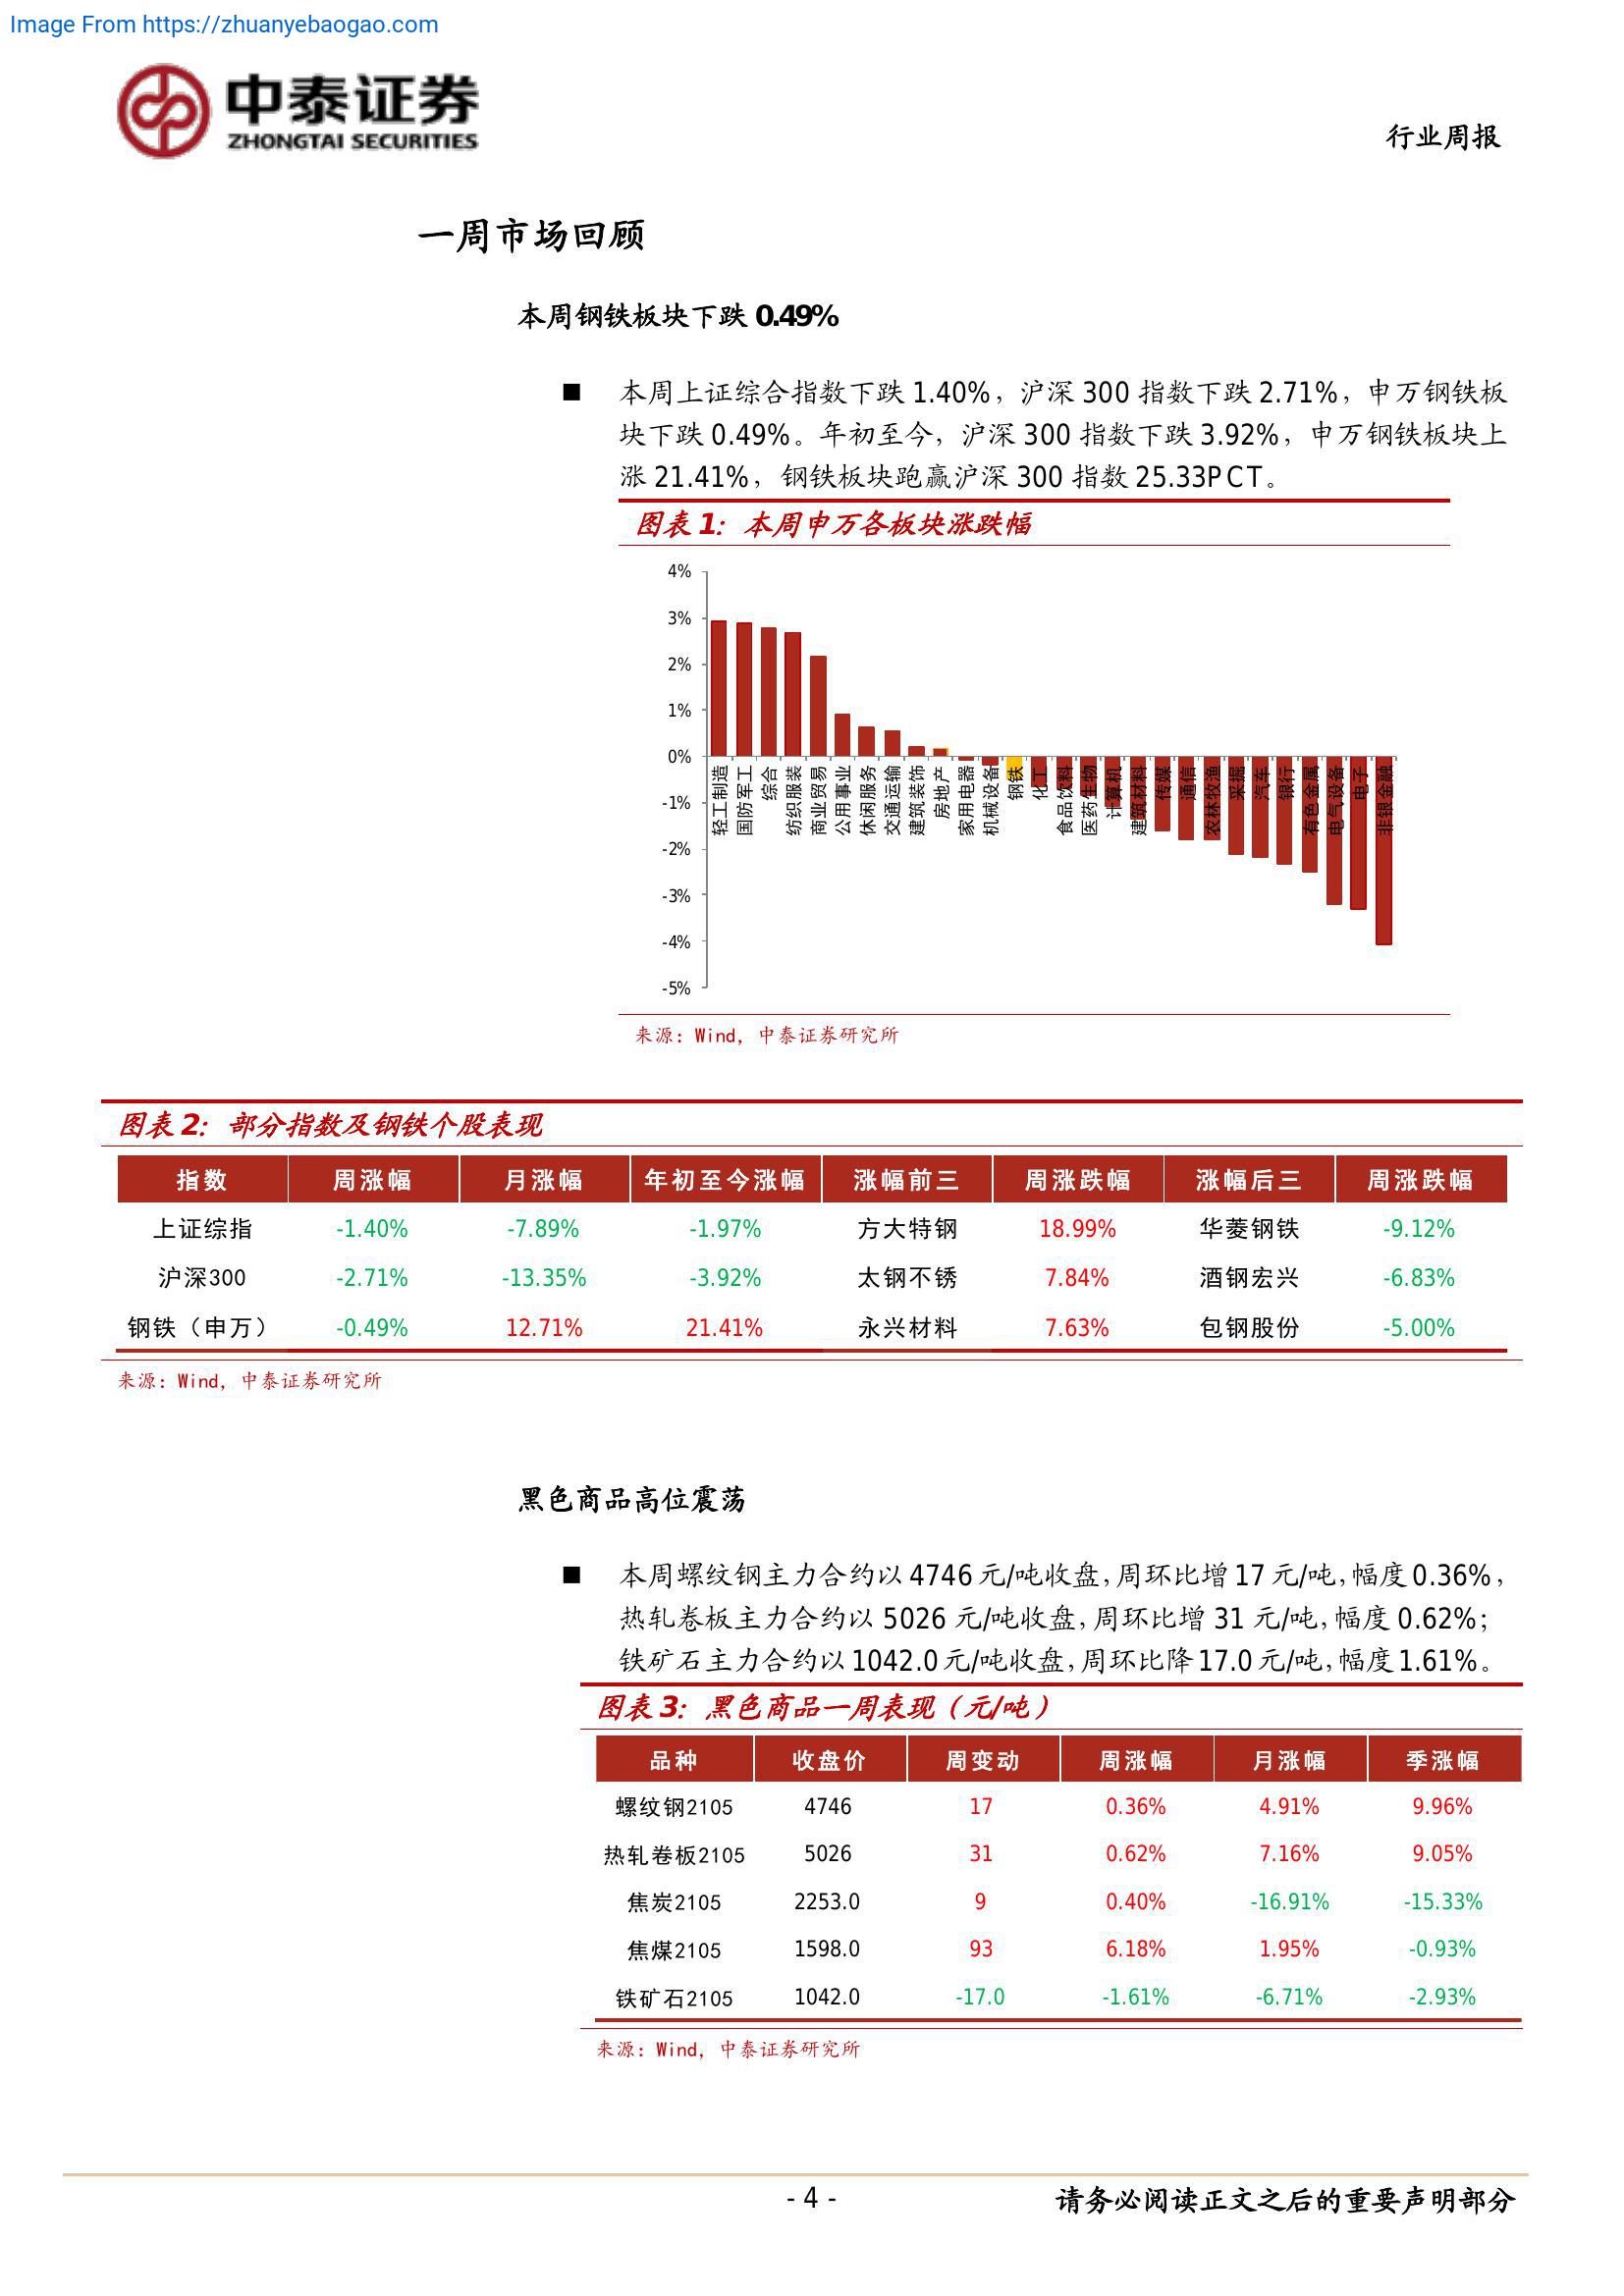 Image From https://zhuanyebaogao.com
中泰证券
ZHONGTAI SECURITIES
行业周报
一周市场回顾
本周钢铁板块下跌 0.49%
■ 本周上证综合指数下跌 1.40%，沪深 300 指数下跌 2.71%，申万钢铁板
块下跌 0.49%。年初至今，沪深 300 指数下跌 3.92%，申万钢铁板块上
涨 21.41%，钢铁板块跑赢沪深 300 指数 25.33PCT。
图表 1：本周申万各板块涨跌幅
4%
3%
2%
1%
0%
-1%
-2%
-3%
-4%
-5%
轻工制造
国防军工
综合
纺织服装
商业贸易
公用事业
休闲服务
交通运输
建筑装饰
房地产
家用电器
机械设备
钢铁
化工
食品饮料
医药生物
计算机
建筑材料
传媒
通信
农林牧渔
采掘
汽车
银行
有色金属
电气设备
电子
非银金融
来源：Wind，中泰证券研究所
图表 2：部分指数及钢铁个股表现
指数 周涨幅 月涨幅 年初至今涨幅 涨幅前三 周涨跌幅 涨幅后三 周涨跌幅
上证综指 -1.40% -7.89% -1.97% 方大特钢 18.99% 华菱钢铁 -9.12%
沪深300 -2.71% -13.35% -3.92% 太钢不锈 7.84% 酒钢宏兴 -6.83%
钢铁（申万） -0.49% 12.71% 21.41% 永兴材料 7.63% 包钢股份 -5.00%
来源：Wind，中泰证券研究所
黑色商品高位震荡
■ 本周螺纹钢主力合约以 4746 元/吨收盘，周环比增 17 元/吨，幅度 0.36%，
热轧卷板主力合约以 5026 元/吨收盘，周环比增 31 元/吨，幅度 0.62%；
铁矿石主力合约以 1042.0 元/吨收盘，周环比降 17.0 元/吨，幅度 1.61%。
图表 3：黑色商品一周表现（元/吨）
品种 收盘价 周变动 周涨幅 月涨幅 季涨幅
螺纹钢2105 4746 17 0.36% 4.91% 9.96%
热轧卷板2105 5026 31 0.62% 7.16% 9.05%
焦炭2105 2253.0 9 0.40% -16.91% -15.33%
焦煤2105 1598.0 93 6.18% 1.95% -0.93%
铁矿石2105 1042.0 -17.0 -1.61% -6.71% -2.93%
来源：Wind，中泰证券研究所
- 4 -
请务必阅读正文之后的重要声明部分